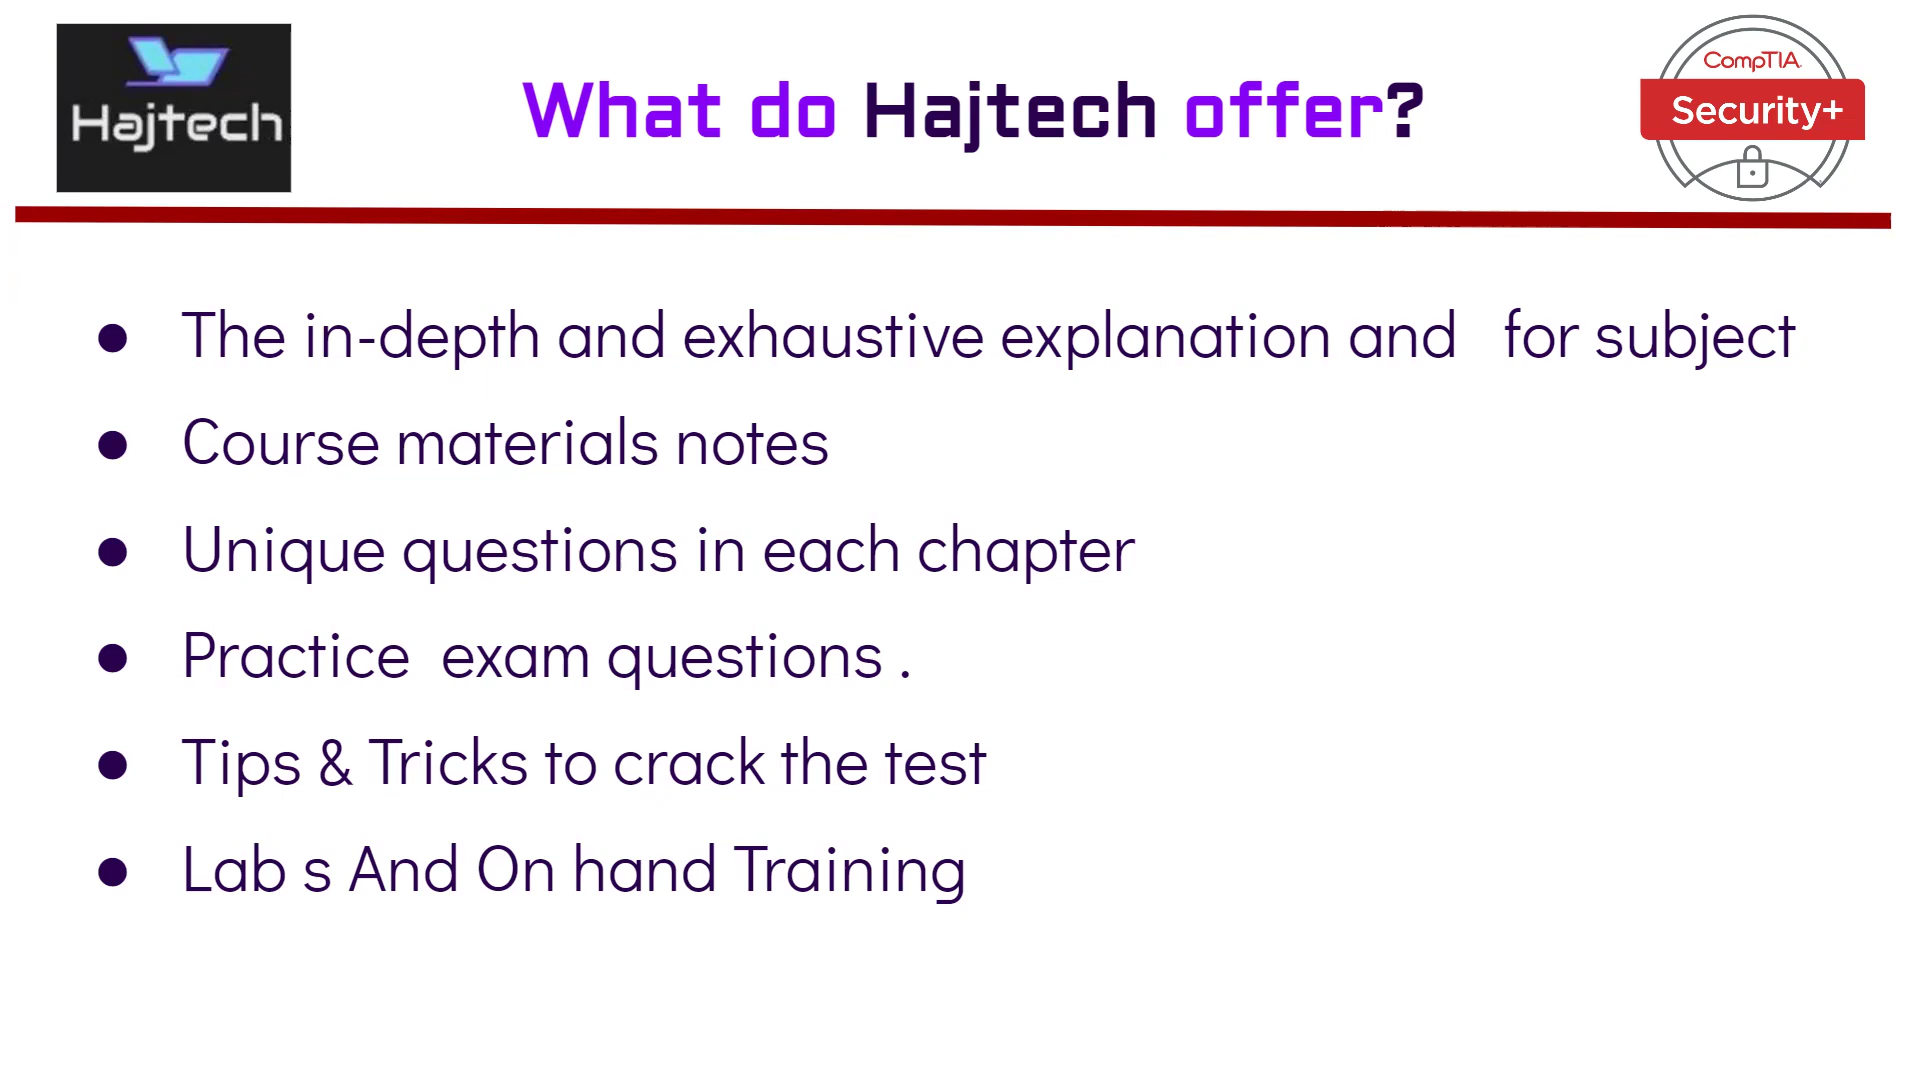 Hajtech
What do Hajtech offer?
CompTIA
Security+
● The in-depth and exhaustive explanation and   for subject
● Course materials notes
● Unique questions in each chapter
● Practice  exam questions .
● Tips & Tricks to crack the test
● Lab s And On hand Training